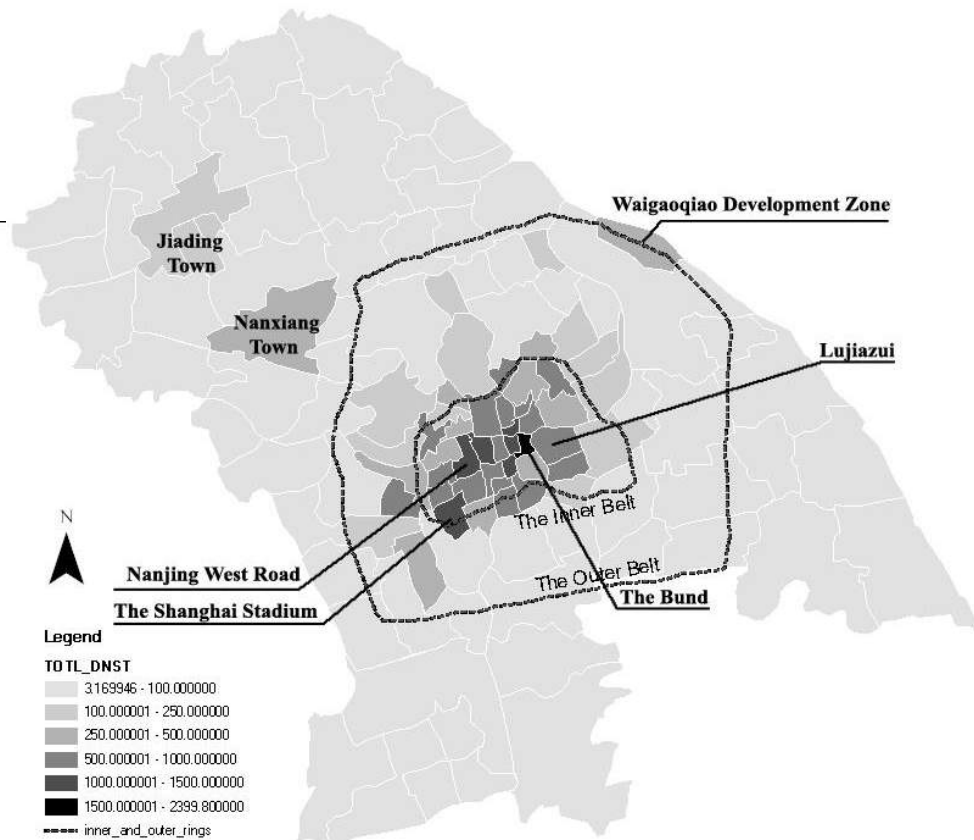 Waigaoqiao Development Zone
Jiading
Town
Nanxiang
Town
Lujiazui
The Inner Belt
N
Nanjing West Road
The Outer Belt
The Shanghai Stadium
The Bund
Legend
TOTL_DNST
3.169946 - 100.000000
100.000001 - 250.000000
250.000001 - 500.000000
500.000001 - 1000.000000
1000.000001 - 1500.000000
1500.000001 - 2399.800000
inner_and_outer_rings